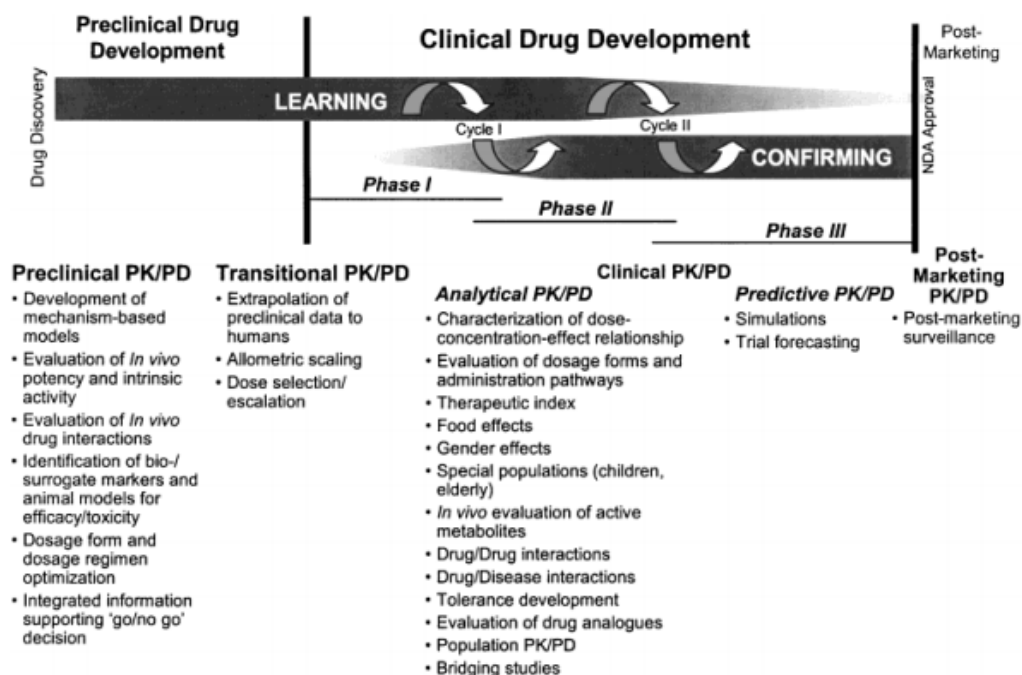 Preclinical Drug
Development
Clinical Drug Development
Post-
Marketing
Drug Discovery
LEARNING
Cycle I
Cycle II
CONFIRMING
NDA Approval
Phase I
Phase II
Phase III
Preclinical PK/PD
• Development of
mechanism-based
models
• Evaluation of In vivo
potency and intrinsic
activity
• Evaluation of In vivo
drug interactions
• Identification of bio-/
surrogate markers and
animal models for
efficacy/toxicity
• Dosage form and
dosage regimen
optimization
• Integrated information
supporting ‘go/no go’
decision
Transitional PK/PD
• Extrapolation of
preclinical data to
humans
• Allometric scaling
• Dose selection/
escalation
Clinical PK/PD
Analytical PK/PD
• Characterization of dose-
concentration-effect relationship
• Evaluation of dosage forms and
administration pathways
• Therapeutic index
• Food effects
• Gender effects
• Special populations (children,
elderly)
• In vivo evaluation of active
metabolites
• Drug/Drug interactions
• Drug/Disease interactions
• Tolerance development
• Evaluation of drug analogues
• Population PK/PD
• Bridging studies
Predictive PK/PD
• Simulations
• Trial forecasting
Post-
Marketing
PK/PD
• Post-marketing
surveillance